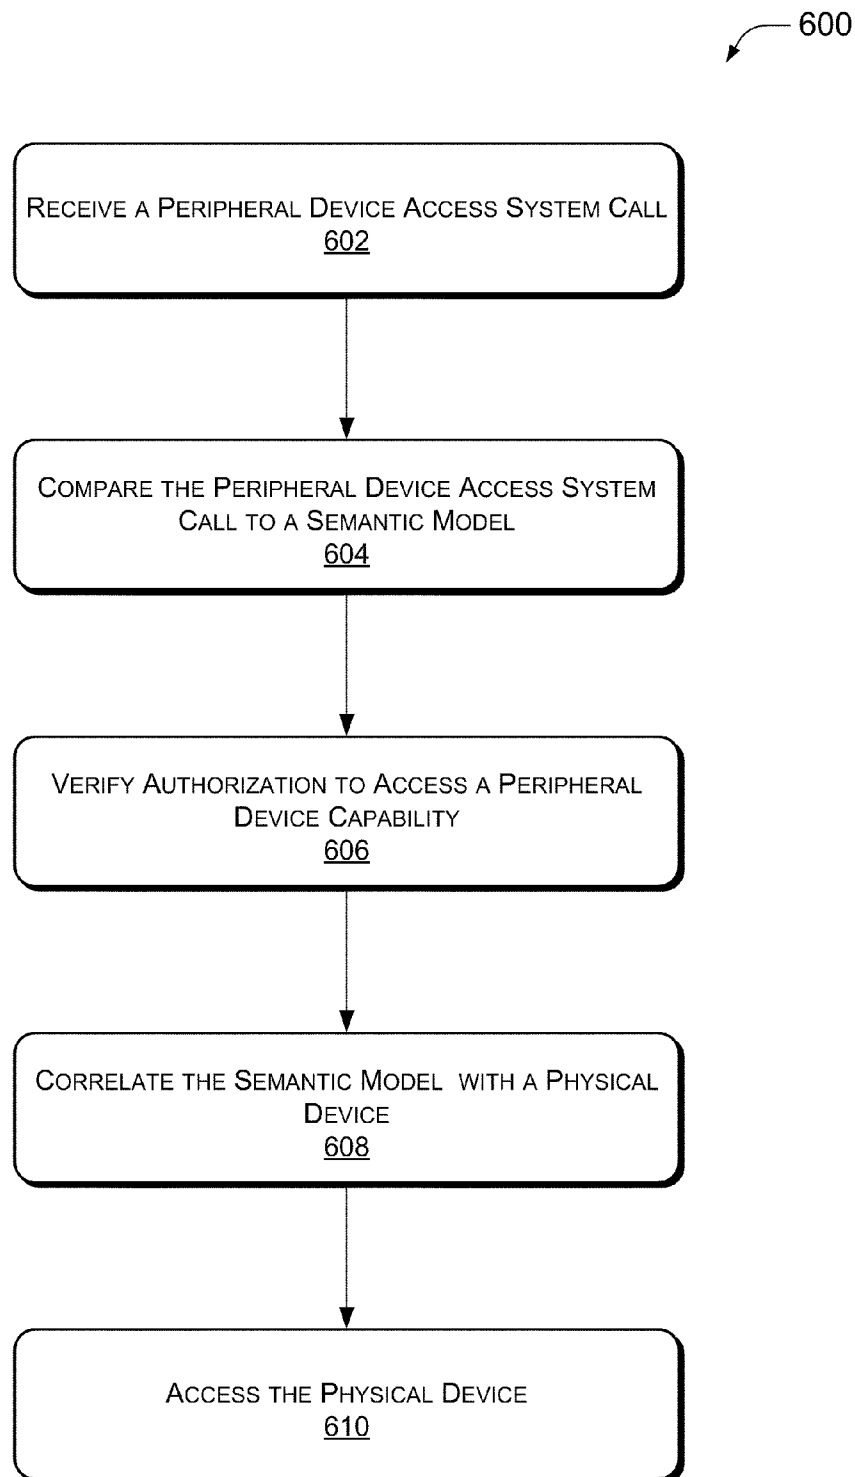 600
RECEIVE A PERIPHERAL DEVICE ACCESS SYSTEM CALL
602
COMPARE THE PERIPHERAL DEVICE ACCESS SYSTEM
CALL TO A SEMANTIC MODEL
604
VERIFY AUTHORIZATION TO ACCESS A PERIPHERAL
DEVICE CAPABILITY
606
CORRELATE THE SEMANTIC MODEL WITH A PHYSICAL
DEVICE
608
ACCESS THE PHYSICAL DEVICE
610